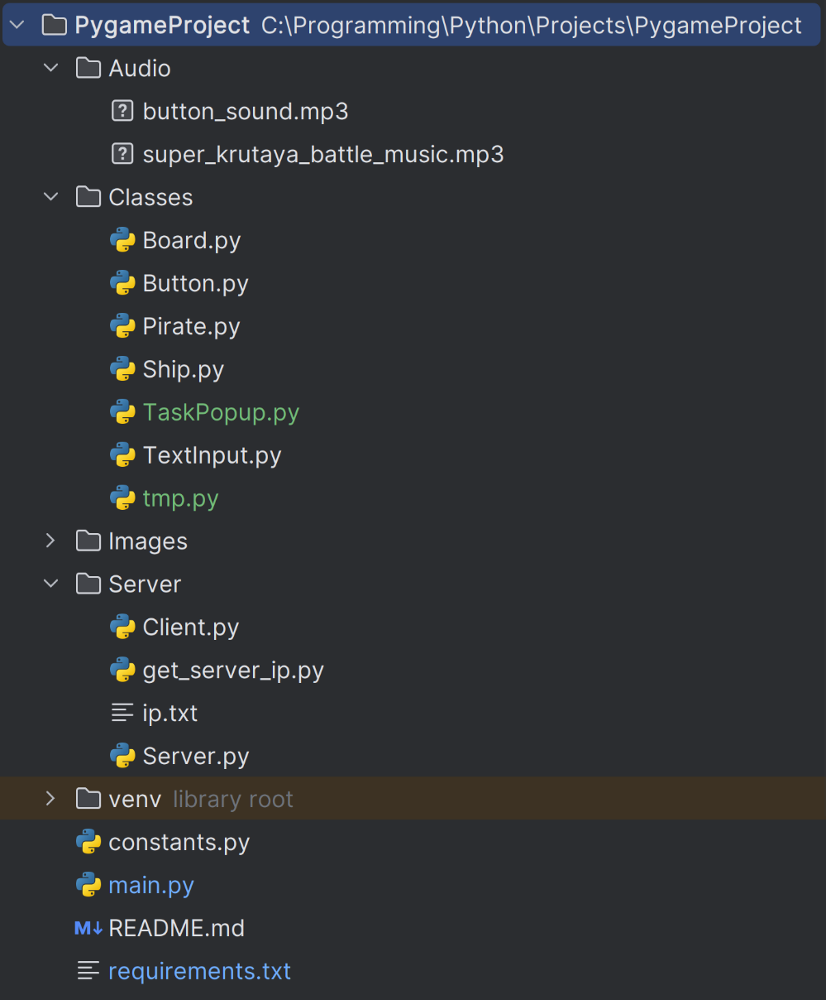 PygameProject C:\Programming\Python\Projects\PygameProject
Audio
? button_sound.mp3
? super_krutaya_battle_music.mp3
Classes
Board.py
Button.py
Pirate.py
Ship.py
TaskPopup.py
TextInput.py
tmp.py
Images
Server
Client.py
get_server_ip.py
ip.txt
Server.py
venv library root
constants.py
main.py
M↓ README.md
requirements.txt